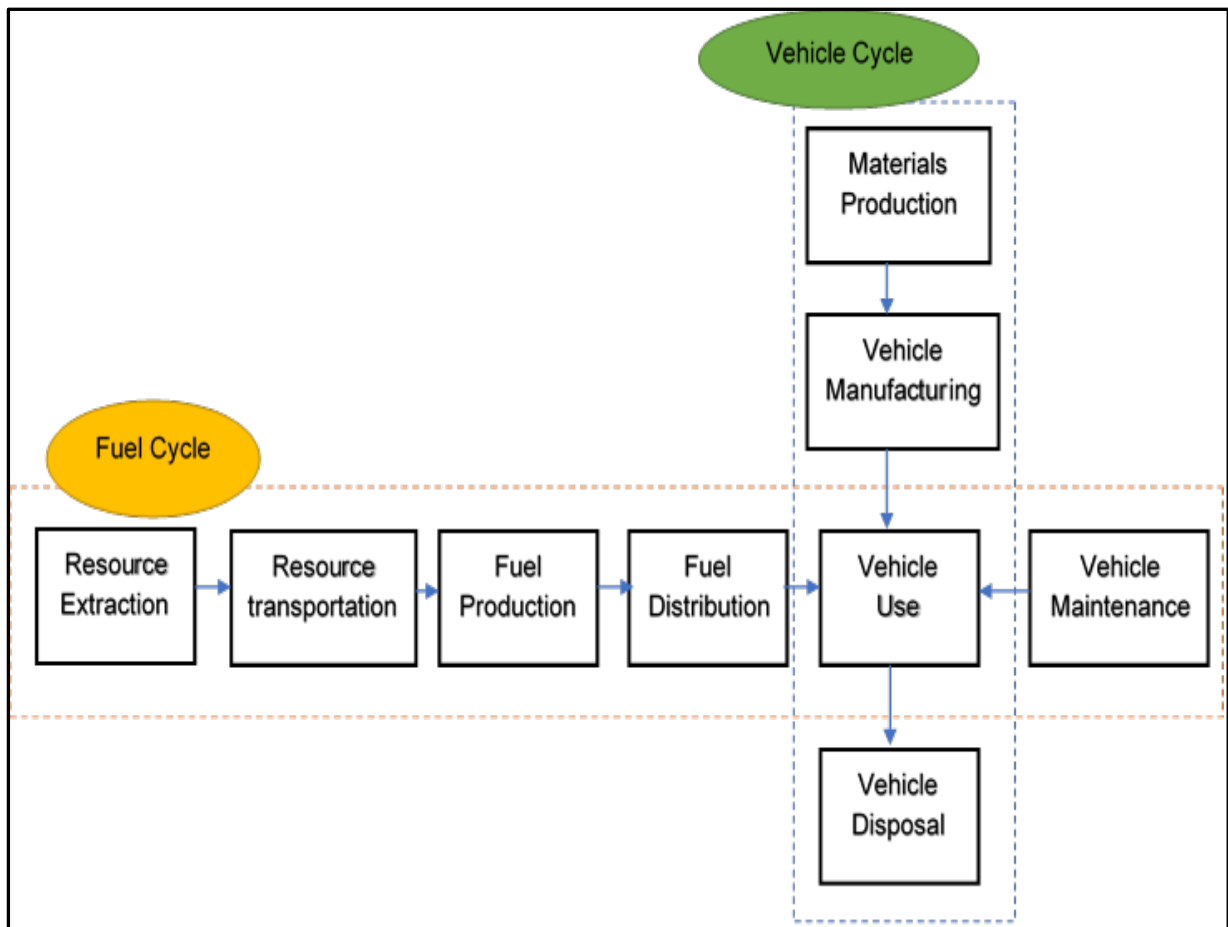 Vehicle Cycle
Materials
Production
Vehicle
Manufacturing
Fuel Cycle
Resource
Extraction
Resource
transportation
Fuel
Production
Fuel
Distribution
Vehicle
Use
Vehicle
Maintenance
Vehicle
Disposal